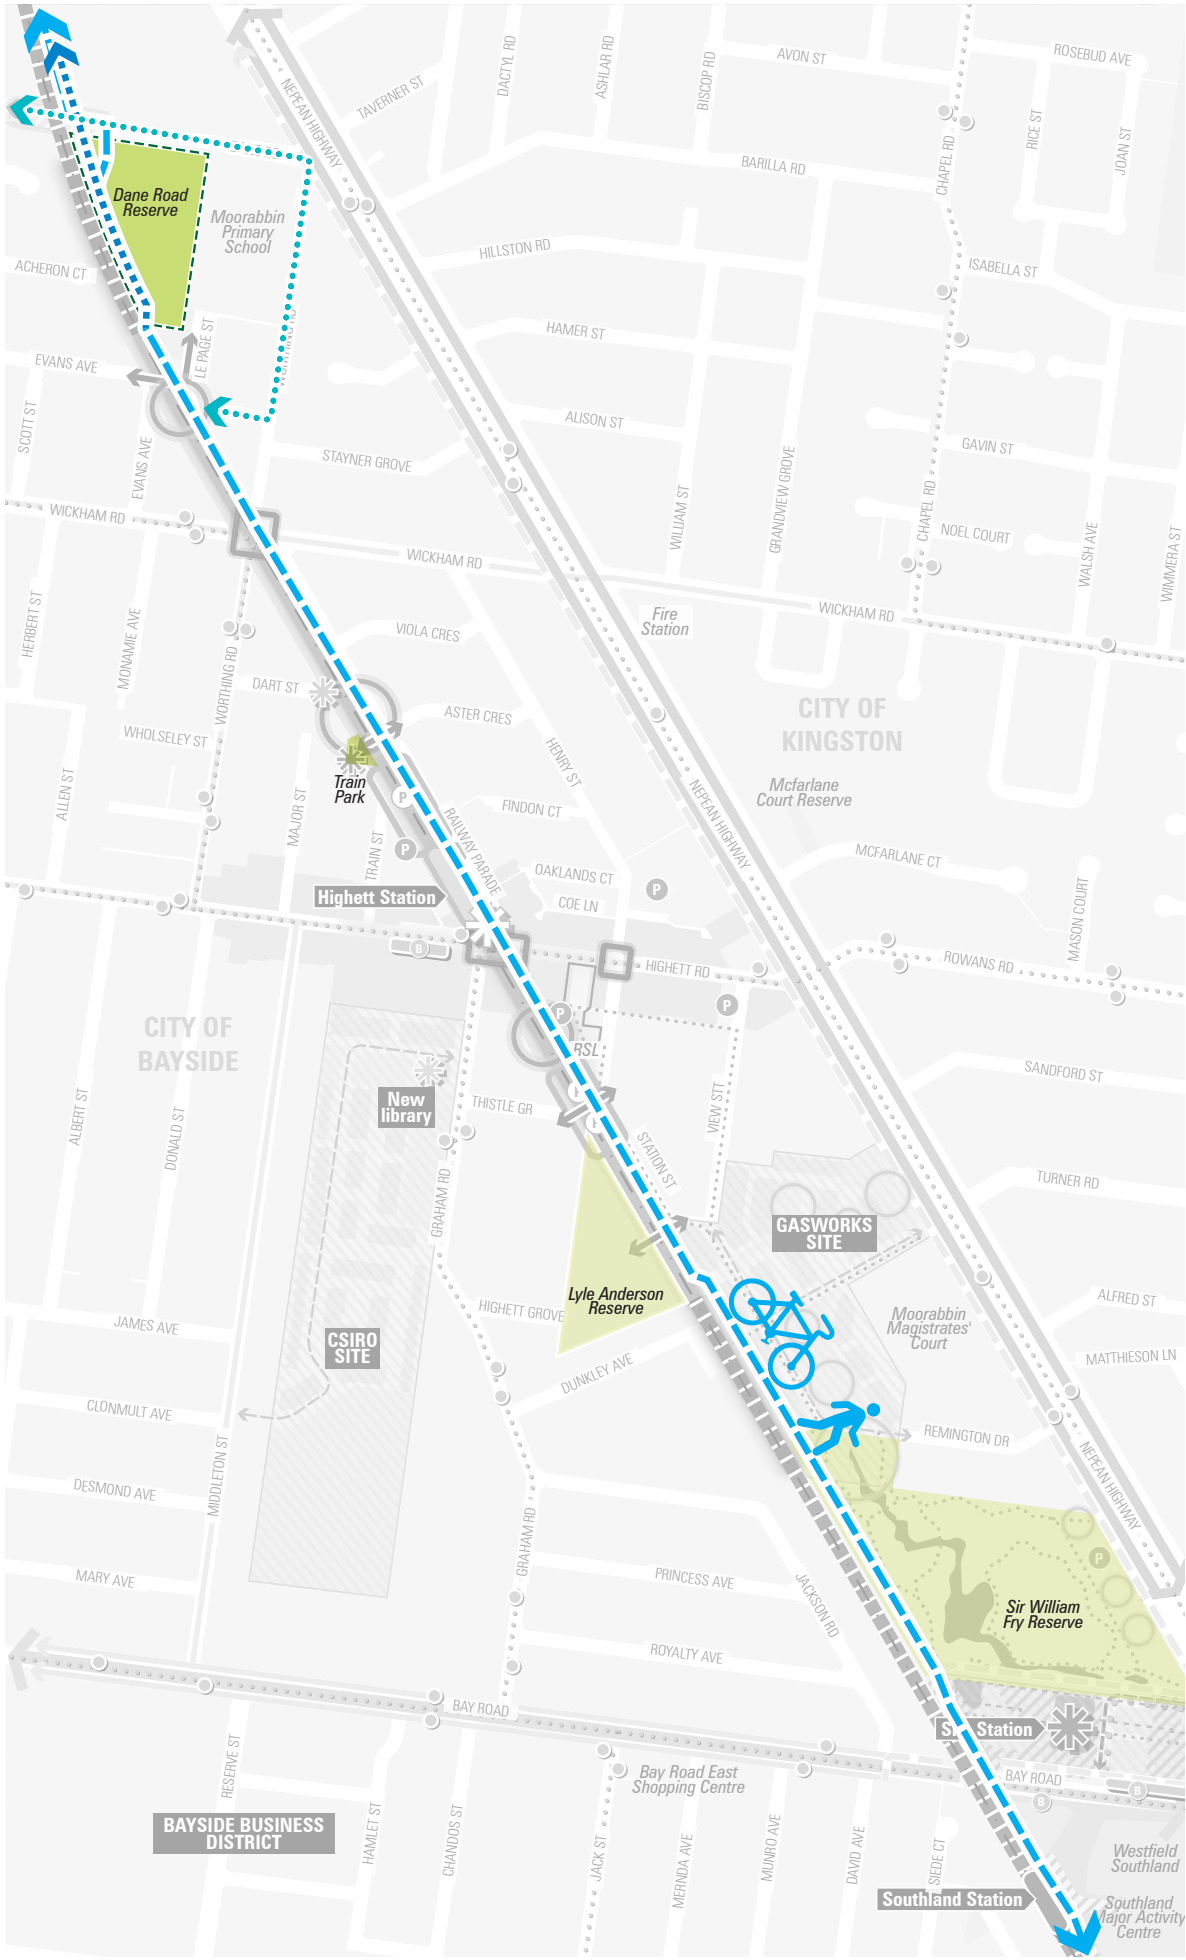 DACTYL RD
ASHLAR RD
BISCOP RD
AVON ST
ROSEBUD AVE
TAVERNER ST
NEPEAN HIGHWAY
RICE ST
JOAN ST
CHAPEL RD
BARILLA RD
Dane Road
Reserve
Moorabbin
Primary
School
ACHERON CT
HILLSTON RD
ISABELLA ST
HAMER ST
LE PAGE ST
EVANS AVE
SCOTT ST
EVANS AVE
ALISON ST
STAYNER GROVE
GAVIN ST
WILLIAM ST
GRANDVIEW GROVE
CHAPEL RD
NOEL COURT
WALSH AVE
WIMMERA ST
WICKHAM RD
WICKHAM RD
WICKHAM RD
HERBERT ST
MONAMIE AVE
WORTHING RD
VIOLA CRES
Fire
Station
DART ST
ASTER CRES
WHOLSELEY ST
HENRY ST
CITY OF
KINGSTON
Mcfarlane
Court Reserve
NEPEAN HIGHWAY
ALLEN ST
MAJOR ST
Train
Park
P
TRAIN ST
RAILWAY PARADE
FINDON CT
P
MCFARLANE CT
OAKLANDS CT
P
COE LN
Highett Station
MASON COURT
B
HIGHETT RD
ROWANS RD
P
P
CITY OF
BAYSIDE
RSL
New
library
THISTLE GR
VIEW STT
SANDFORD ST
ALBERT ST
DONALD ST
GRAHAM RD
STATION ST
TURNER RD
GASWORKS
SITE
Lyle Anderson
Reserve
HIGHETT GROVE
ALFRED ST
Moorabbin
Magistrates'
Court
JAMES AVE
CSIRO
SITE
MATTHIESON LN
DUNKLEY AVE
CLONMULT AVE
REMINGTON DR
NEPEAN HIGHWAY
DESMOND AVE
MIDDLETON ST
GRAHAM RD
P
MARY AVE
PRINCESS AVE
JACKSON RD
Sir William
Fry Reserve
ROYALTY AVE
BAY ROAD
Station
BAY ROAD
B
B
RESERVE ST
Bay Road East
Shopping Centre
BAYSIDE BUSINESS
DISTRICT
HAMLET ST
CHANDOS ST
JACK ST
MERNDA AVE
MUNRO AVE
DAVID AVE
SIEDE CT
Westfield
Southland
Southland Station
Southland
Major Activity
Centre